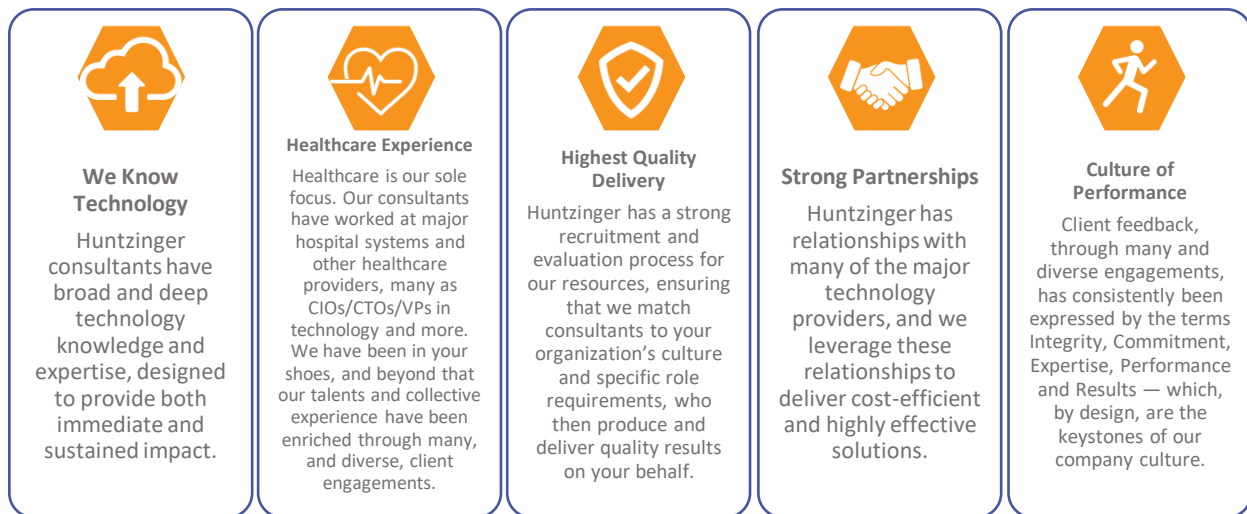 We Know
Technology
Huntzinger
consultants have
broad and deep
technology
knowledge and
expertise, designed
to provide both
immediate and
sustained impact.
Healthcare Experience
Healthcare is our sole
focus. Our consultants
have worked at major
hospital systems and
other healthcare
providers, many as
CIOs/CTOs/VPs in
technology and more.
We have been in your
shoes, and beyond that
our talents and collective
experience have been
enriched through many,
and diverse, client
engagements.
Highest Quality
Delivery
Huntzinger has a strong
recruitment and
evaluation process for
our resources, ensuring
that we match
consultants to your
organization’s culture
and specific role
requirements, who
then produce and
deliver quality results
on your behalf.
Strong Partnerships
Huntzinger has
relationships with
many of the major
technology
providers, and we
leverage these
relationships to
deliver cost-efficient
and highly effective
solutions.
Culture of
Performance
Client feedback,
through many and
diverse engagements,
has consistently been
expressed by the terms
Integrity, Commitment,
Expertise, Performance
and Results — which,
by design, are the
keystones of our
company culture.